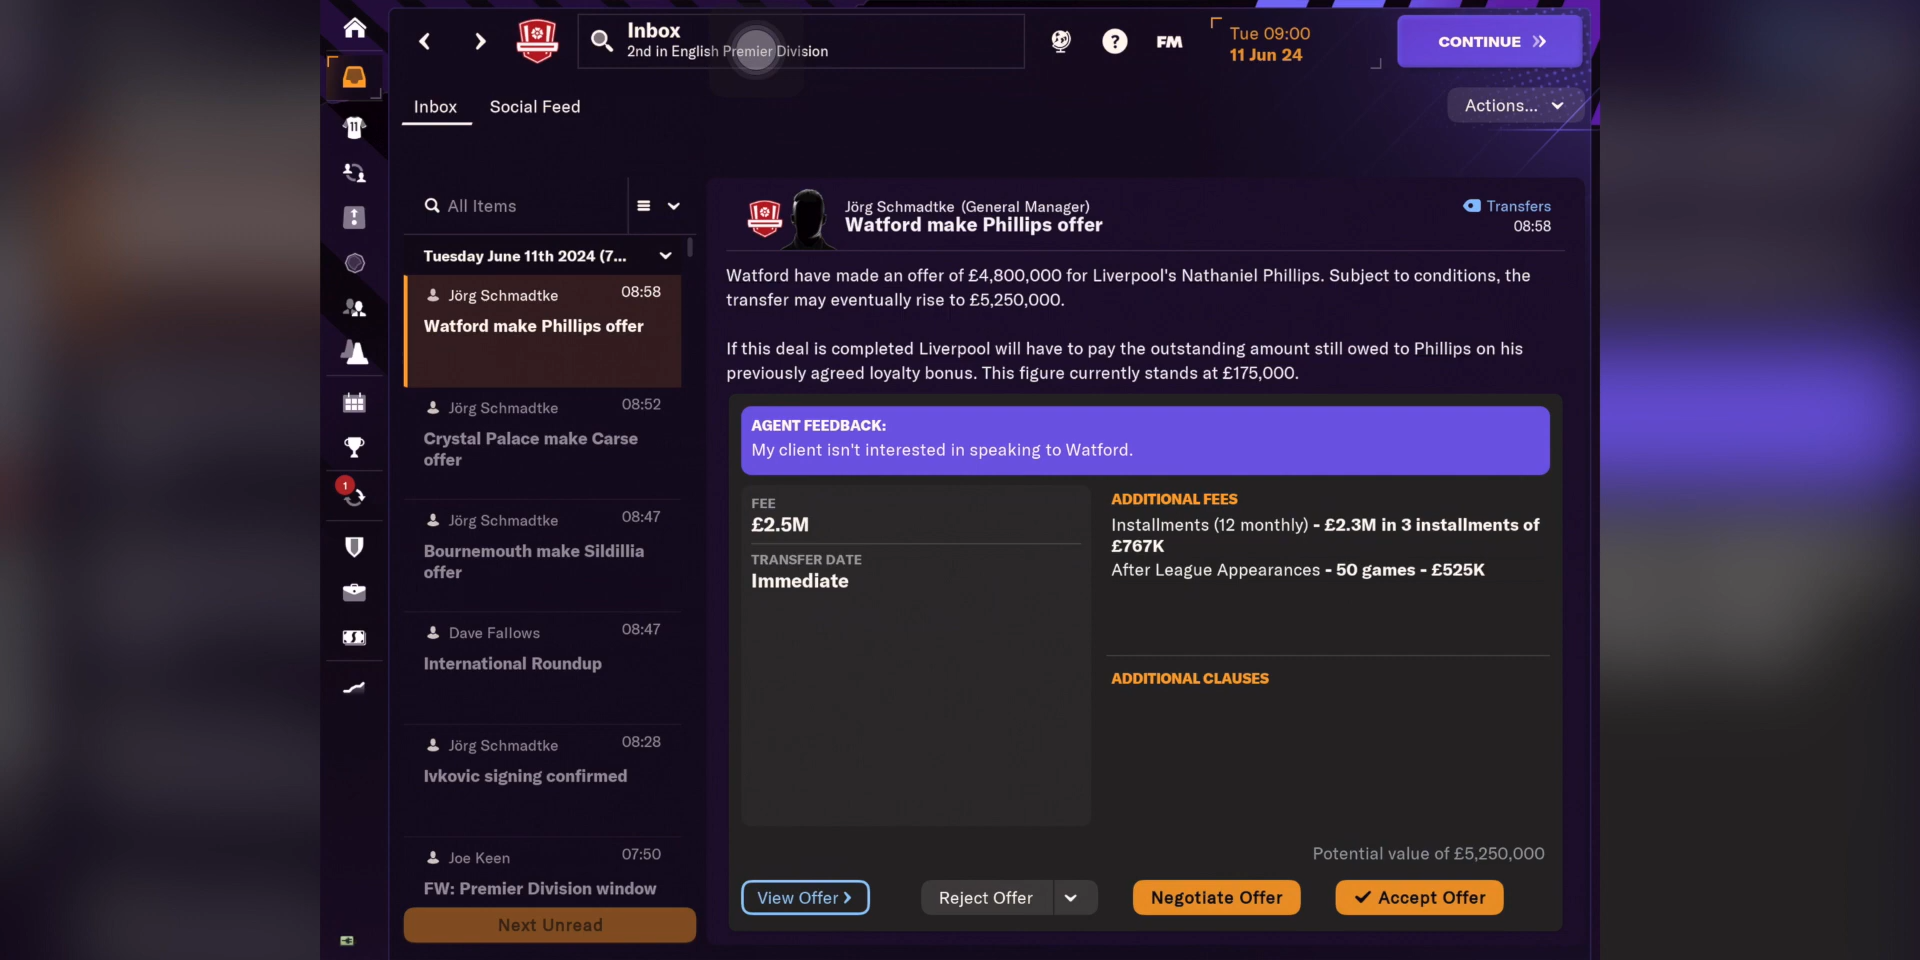 Inbox
2nd in English Premier Division
? FM
Tue 09:00
11 Jun 24
CONTINUE
Inbox Social Feed
Actions...
11
All Items
Tuesday June 11th 2024 (7...
Jörg Schmadtke 08:58
Watford make Phillips offer
Jörg Schmadtke 08:52
Crystal Palace make Carse
offer
Jörg Schmadtke 08:47
Bournemouth make Sildillia
offer
Dave Fallows 08:47
International Roundup
Jörg Schmadtke 08:28
Ivkovic signing confirmed
Joe Keen 07:50
FW: Premier Division window
Next Unread
1
Jörg Schmadtke (General Manager)
Watford make Phillips offer
Transfers
08:58
Watford have made an offer of £4,800,000 for Liverpool's Nathaniel Phillips. Subject to conditions, the
transfer may eventually rise to £5,250,000.
If this deal is completed Liverpool will have to pay the outstanding amount still owed to Phillips on his
previously agreed loyalty bonus. This figure currently stands at £175,000.
AGENT FEEDBACK:
My client isn't interested in speaking to Watford.
FEE
£2.5M
TRANSFER DATE
Immediate
ADDITIONAL FEES
Installments (12 monthly) - £2.3M in 3 installments of
£767K
After League Appearances - 50 games - £525K
ADDITIONAL CLAUSES
Potential value of £5,250,000
View Offer
Reject Offer
Negotiate Offer
Accept Offer